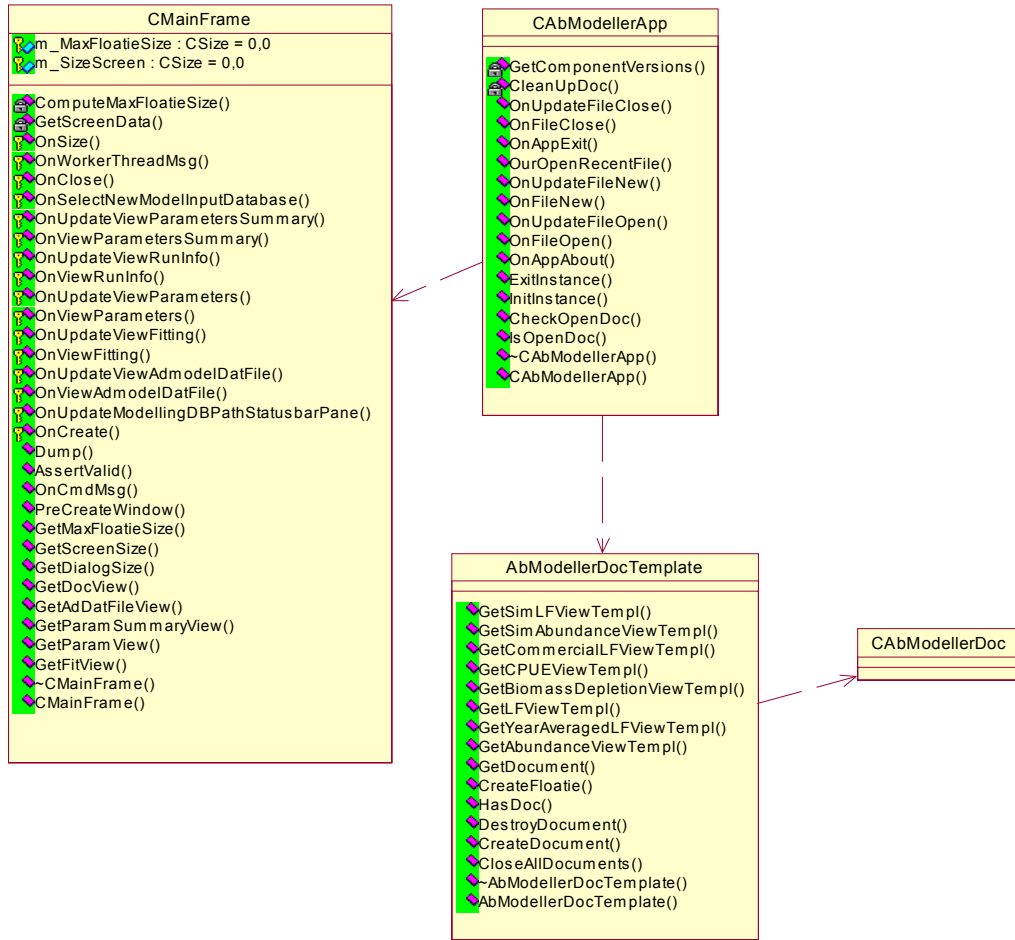 CMainFrame
m_MaxFloatieSize : CSize = 0,0
m_SizeScreen : CSize = 0,0
ComputeMaxFloatieSize()
GetScreenData()
OnSize()
OnWorkerThreadMsg()
OnClose()
OnSelectNewModelInputDatabase()
OnUpdateViewParametersSummary()
OnViewParametersSummary()
OnUpdateViewRunInfo()
OnViewRunInfo()
OnUpdateViewParameters()
OnViewParameters()
OnUpdateViewFitting()
OnViewFitting()
OnUpdateViewAdmodelDatFile()
OnViewAdmodelDatFile()
OnUpdateModellingDBPathStatusbarPane()
OnCreate()
Dump()
AssertValid()
OnCmdMsg()
PreCreateWindow()
GetMaxFloatieSize()
GetScreenSize()
GetDialogSize()
GetDocView()
GetAdDatFileView()
GetParamSummaryView()
GetParamView()
GetFitView()
~CMainFrame()
CMainFrame()
CAbModellerApp
GetComponentVersions()
CleanUpDoc()
OnUpdateFileClose()
OnFileClose()
OnAppExit()
OurOpenRecentFile()
OnUpdateFileNew()
OnFileNew()
OnUpdateFileOpen()
OnFileOpen()
OnAppAbout()
ExitInstance()
InitInstance()
CheckOpenDoc()
IsOpenDoc()
~CAbModellerApp()
CAbModellerApp()
AbModellerDocTemplate
GetSimLFViewTempl()
GetSimAbundanceViewTempl()
GetCommercialLFViewTempl()
GetCPUEViewTempl()
GetBiomassDepletionViewTempl()
GetLFViewTempl()
GetYearAveragedLFViewTempl()
GetAbundanceViewTempl()
GetDocument()
CreateFloatie()
HasDoc()
DestroyDocument()
CreateDocument()
CloseAllDocuments()
~AbModellerDocTemplate()
AbModellerDocTemplate()
CAbModellerDoc